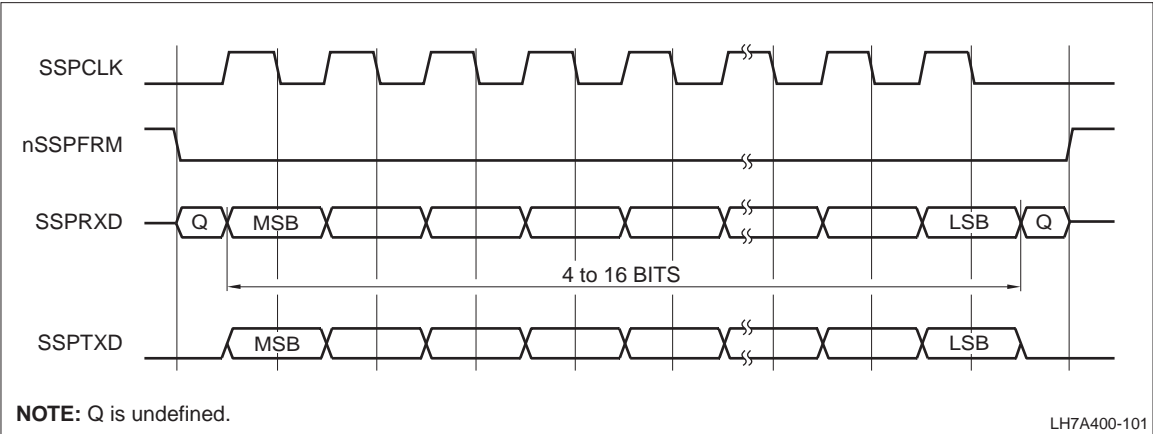 SSPCLK
nSSPFRM
SSPRXD
Q MSB LSB Q
4 to 16 BITS
SSPTXD
MSB LSB
NOTE: Q is undefined.
LH7A400-101